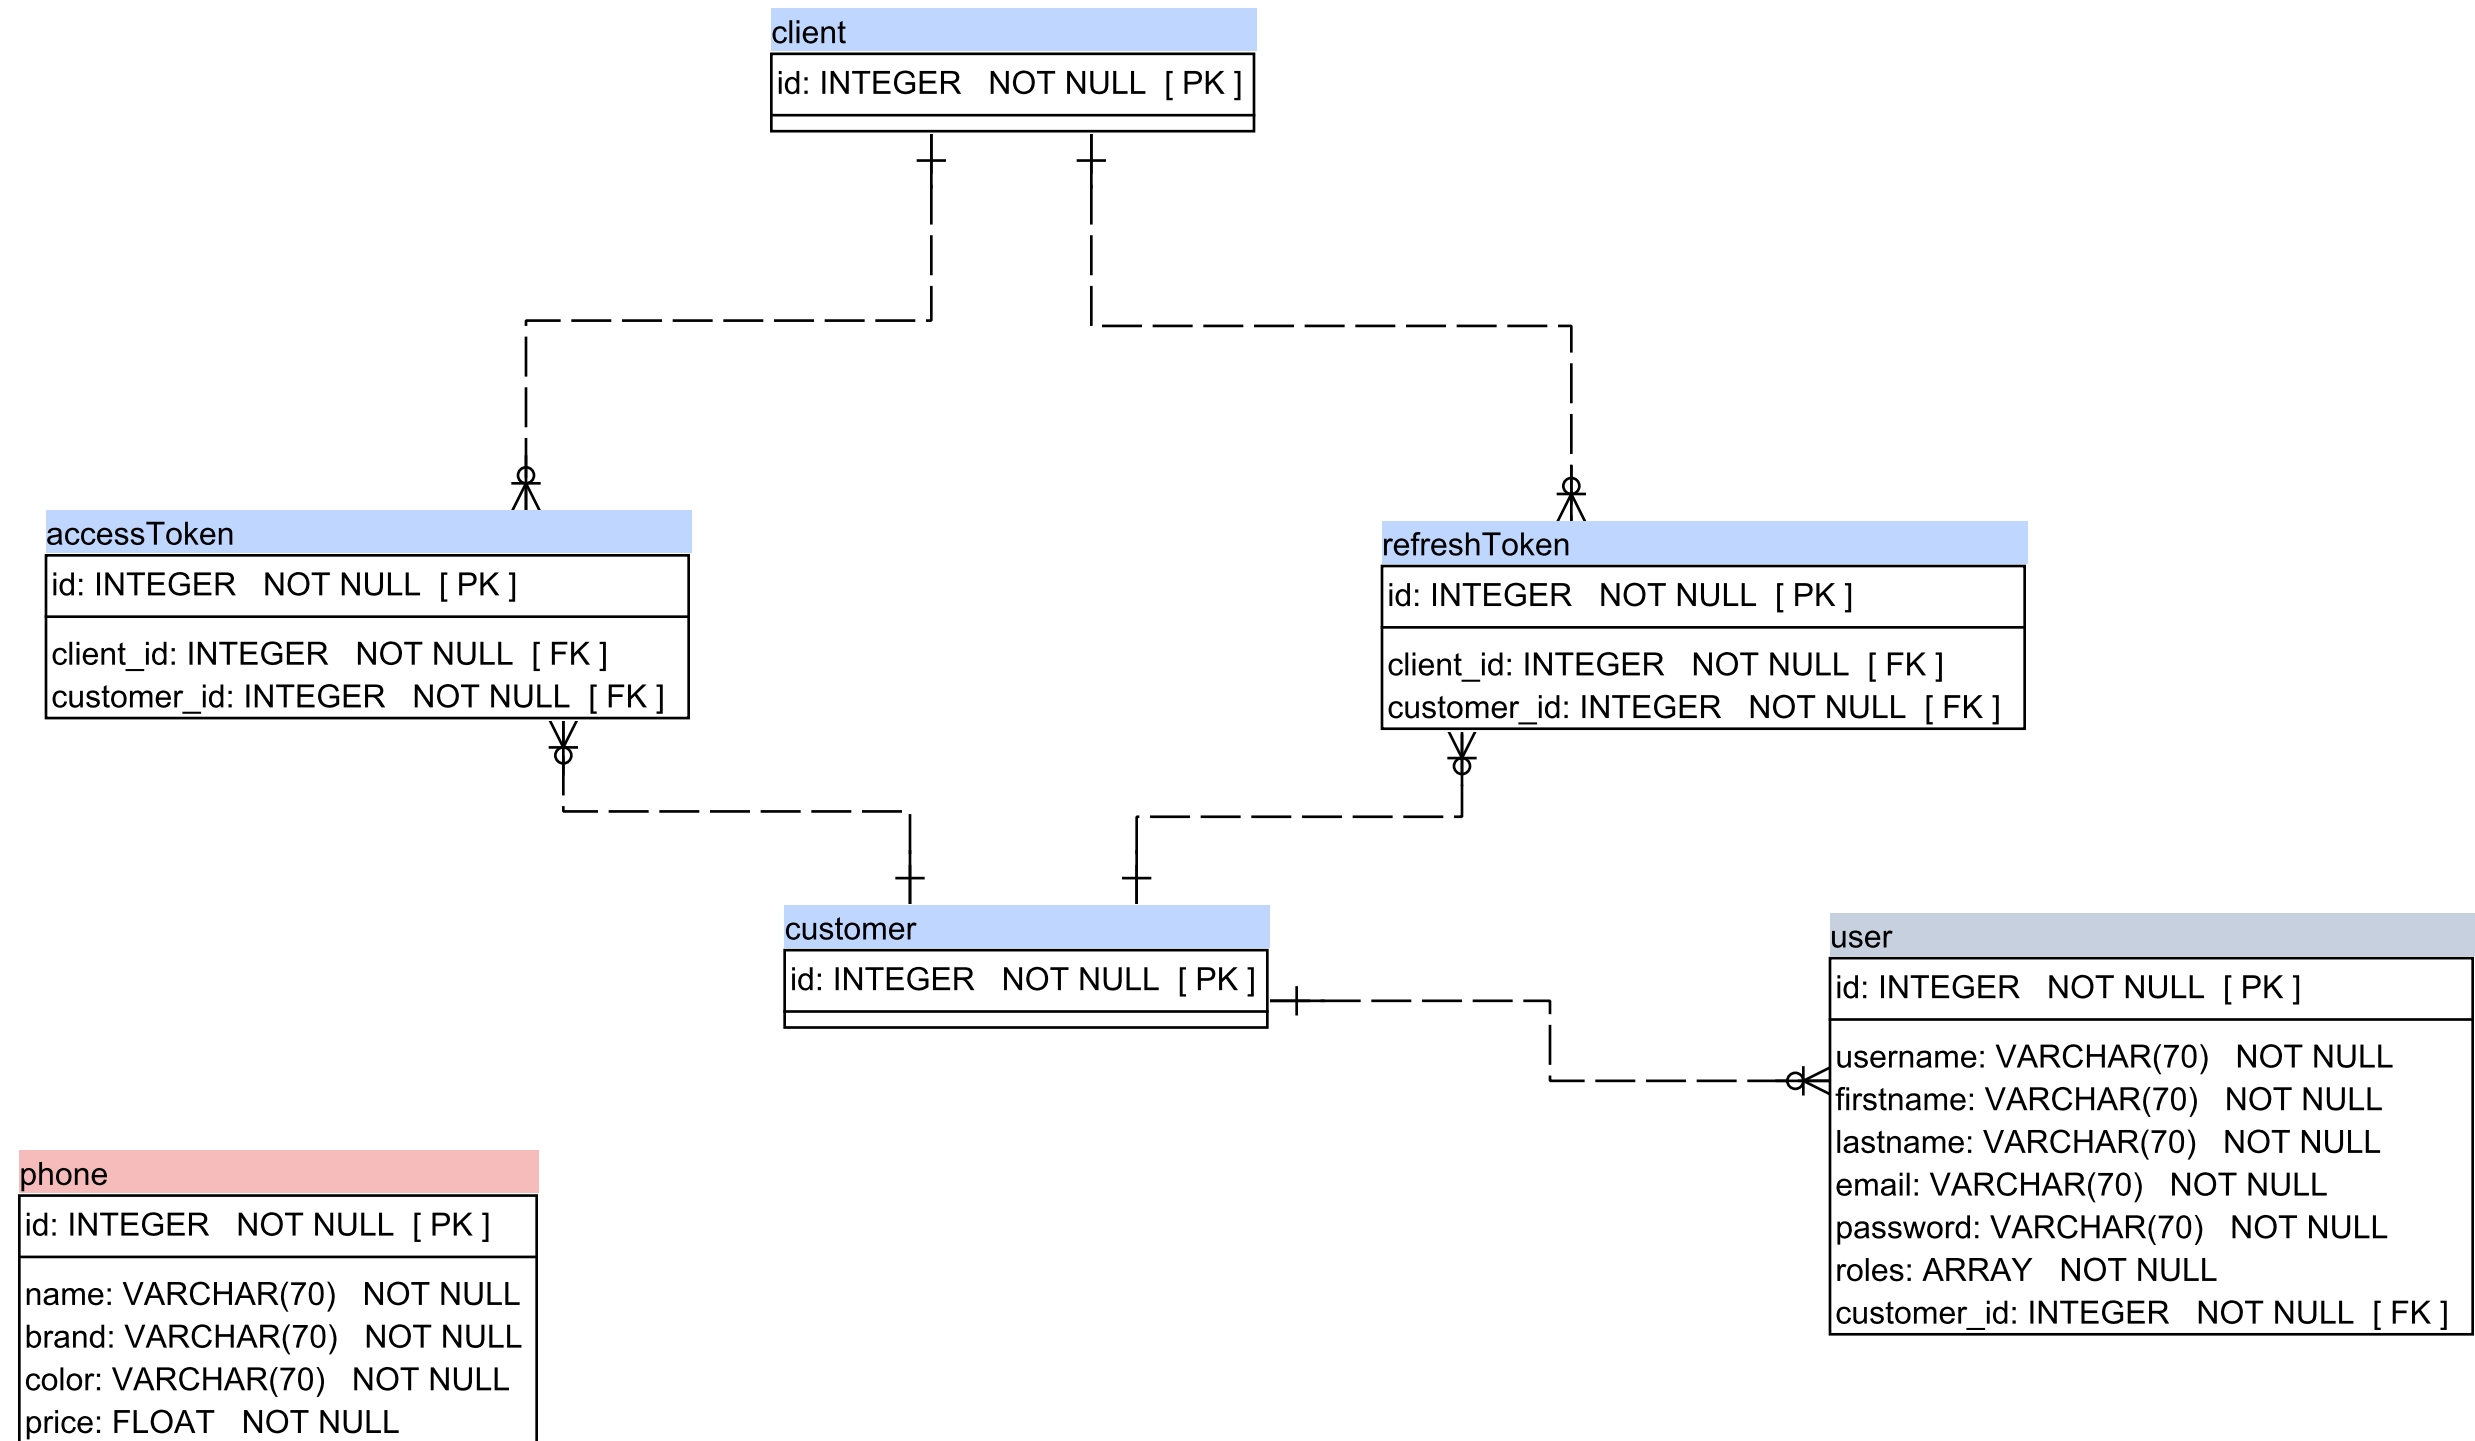 client
id: INTEGER   NOT NULL  [ PK ]
accessToken
id: INTEGER   NOT NULL  [ PK ]
client_id: INTEGER   NOT NULL  [ FK ]
customer_id: INTEGER   NOT NULL  [ FK ]
refreshToken
id: INTEGER   NOT NULL  [ PK ]
client_id: INTEGER   NOT NULL  [ FK ]
customer_id: INTEGER   NOT NULL  [ FK ]
customer
id: INTEGER   NOT NULL  [ PK ]
user
id: INTEGER   NOT NULL  [ PK ]
username: VARCHAR(70)   NOT NULL
firstname: VARCHAR(70)   NOT NULL
lastname: VARCHAR(70)   NOT NULL
email: VARCHAR(70)   NOT NULL
password: VARCHAR(70)   NOT NULL
roles: ARRAY   NOT NULL
customer_id: INTEGER   NOT NULL  [ FK ]
phone
id: INTEGER   NOT NULL  [ PK ]
name: VARCHAR(70)   NOT NULL
brand: VARCHAR(70)   NOT NULL
color: VARCHAR(70)   NOT NULL
price: FLOAT   NOT NULL